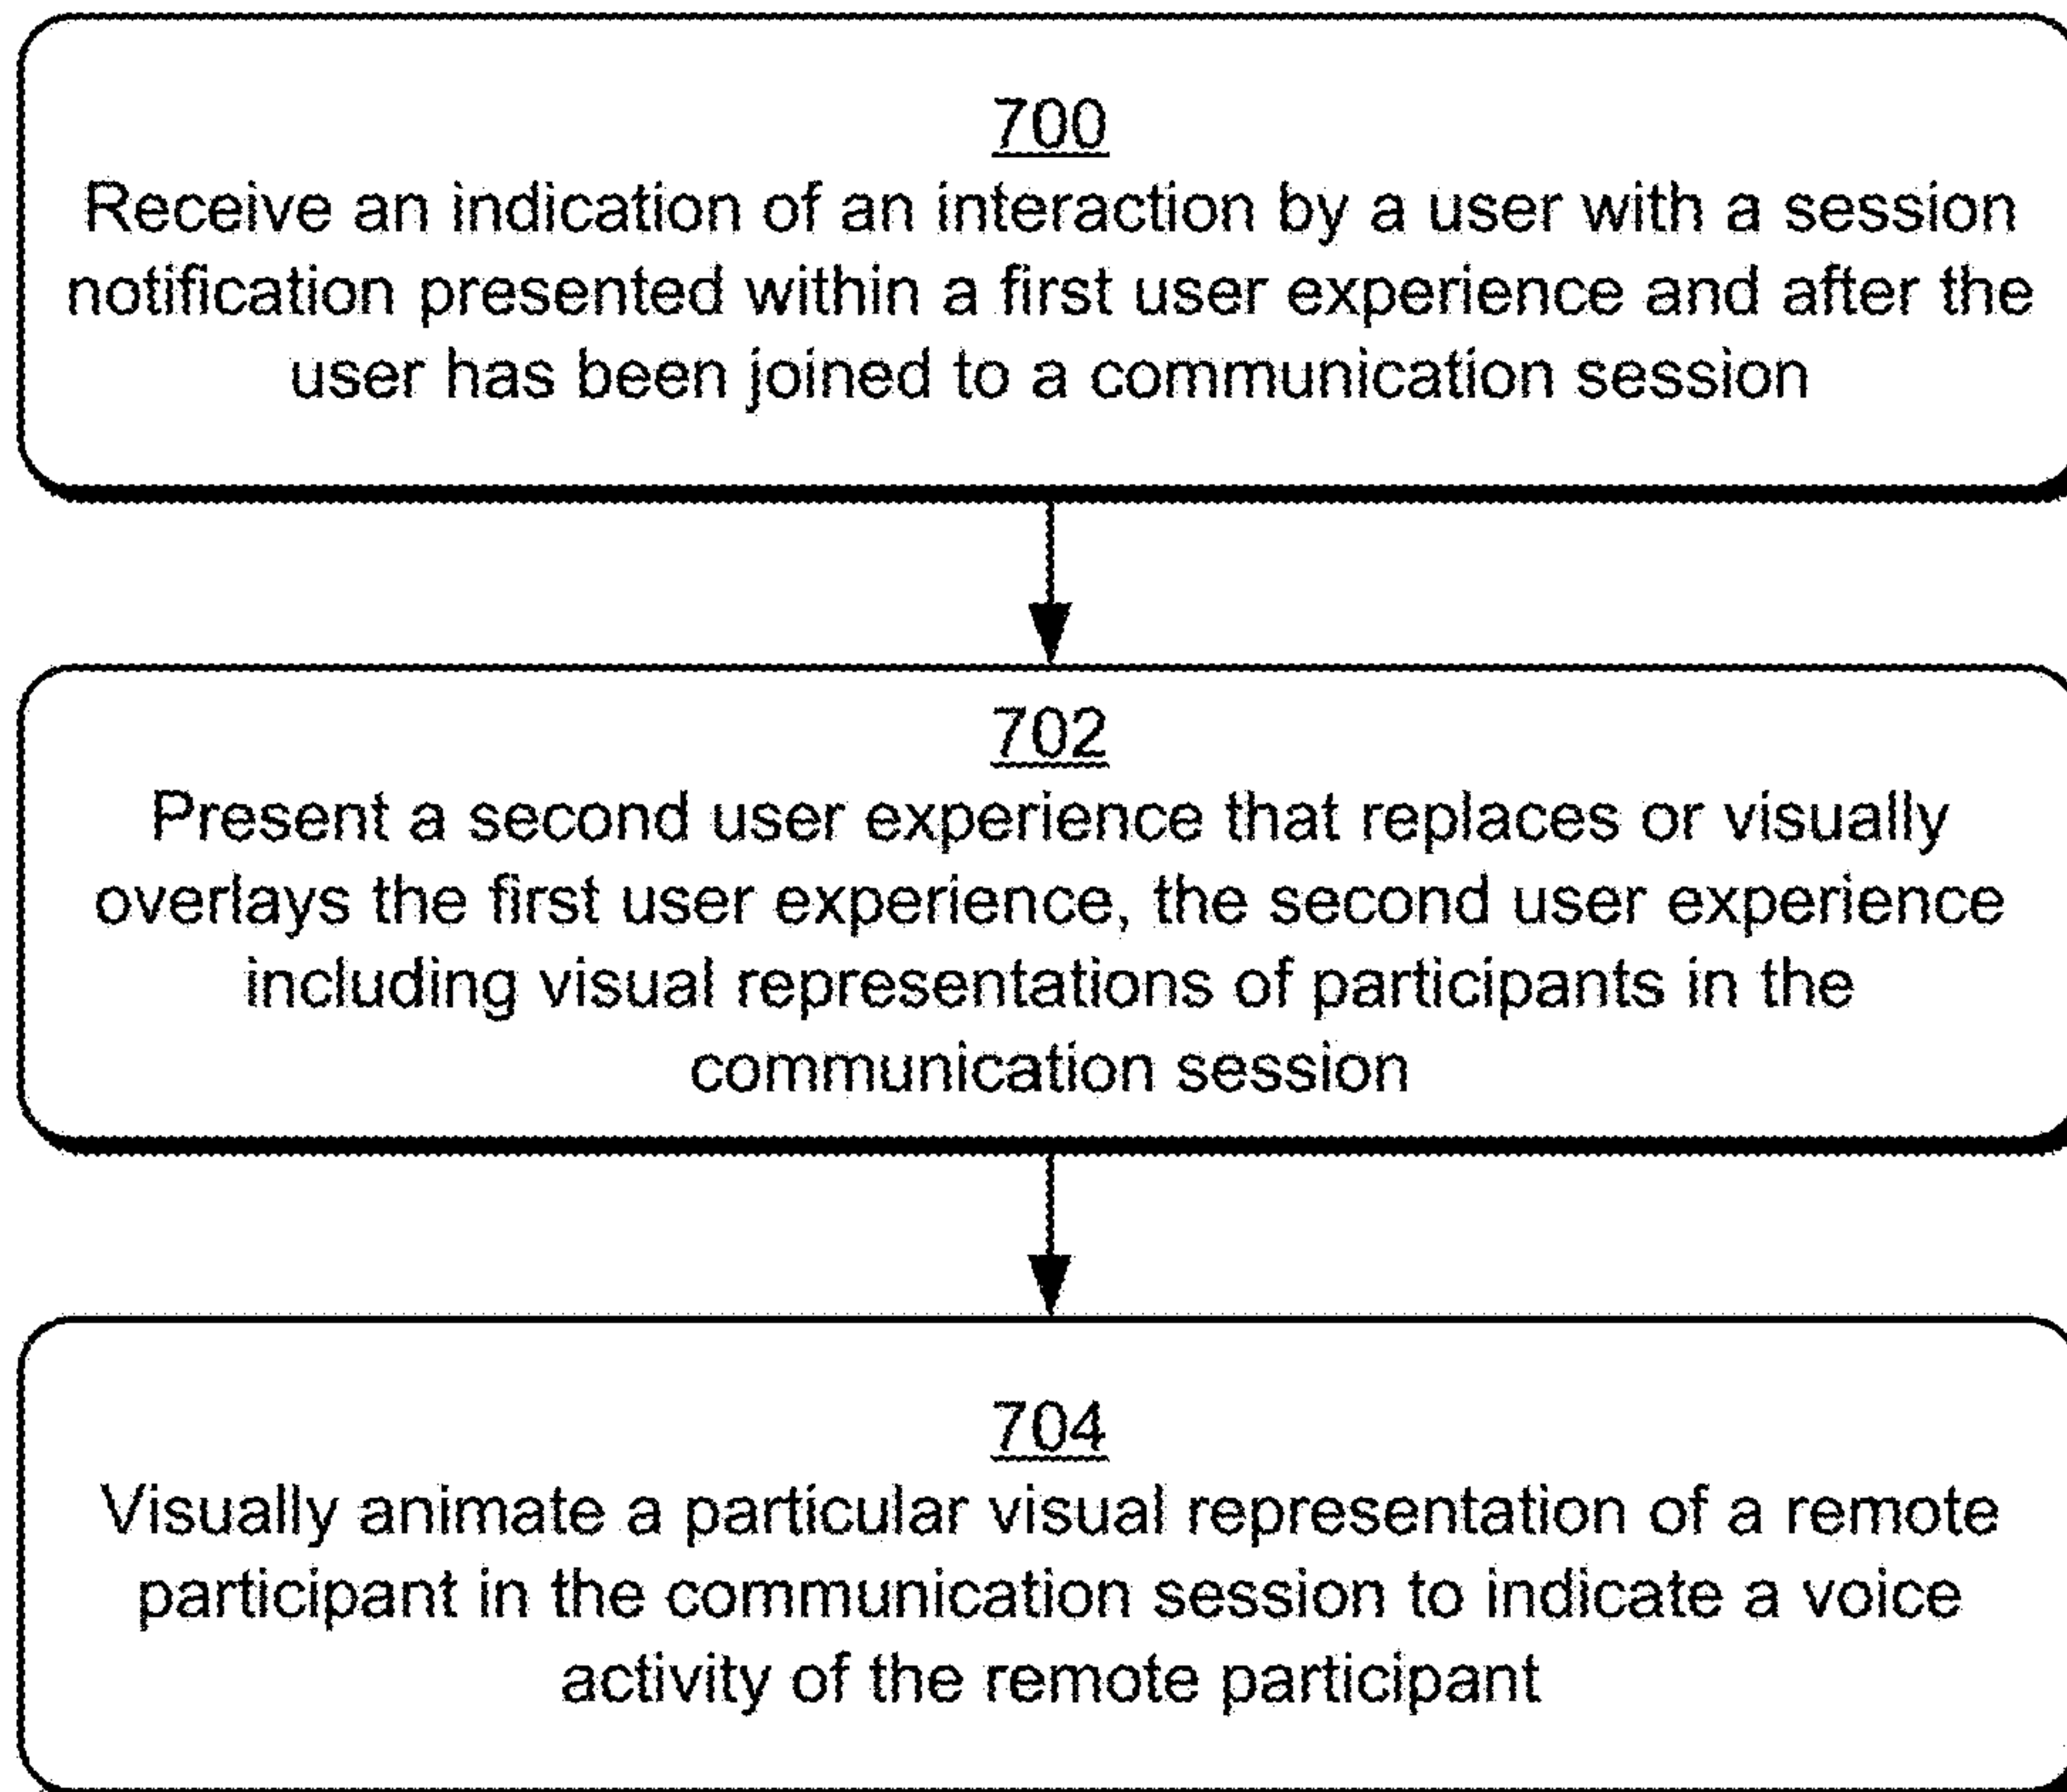 700
Receive an indication of an interaction by a user with a session
notification presented within a first user experience and after the
user has been joined to a communication session
702
Present a second user experience that replaces or visually
overlays the first user experience, the second user experience
including visual representations of participants in the
communication session
704
Visually animate a particular visual representation of a remote
participant in the communication session to indicate a voice
activity of the remote participant